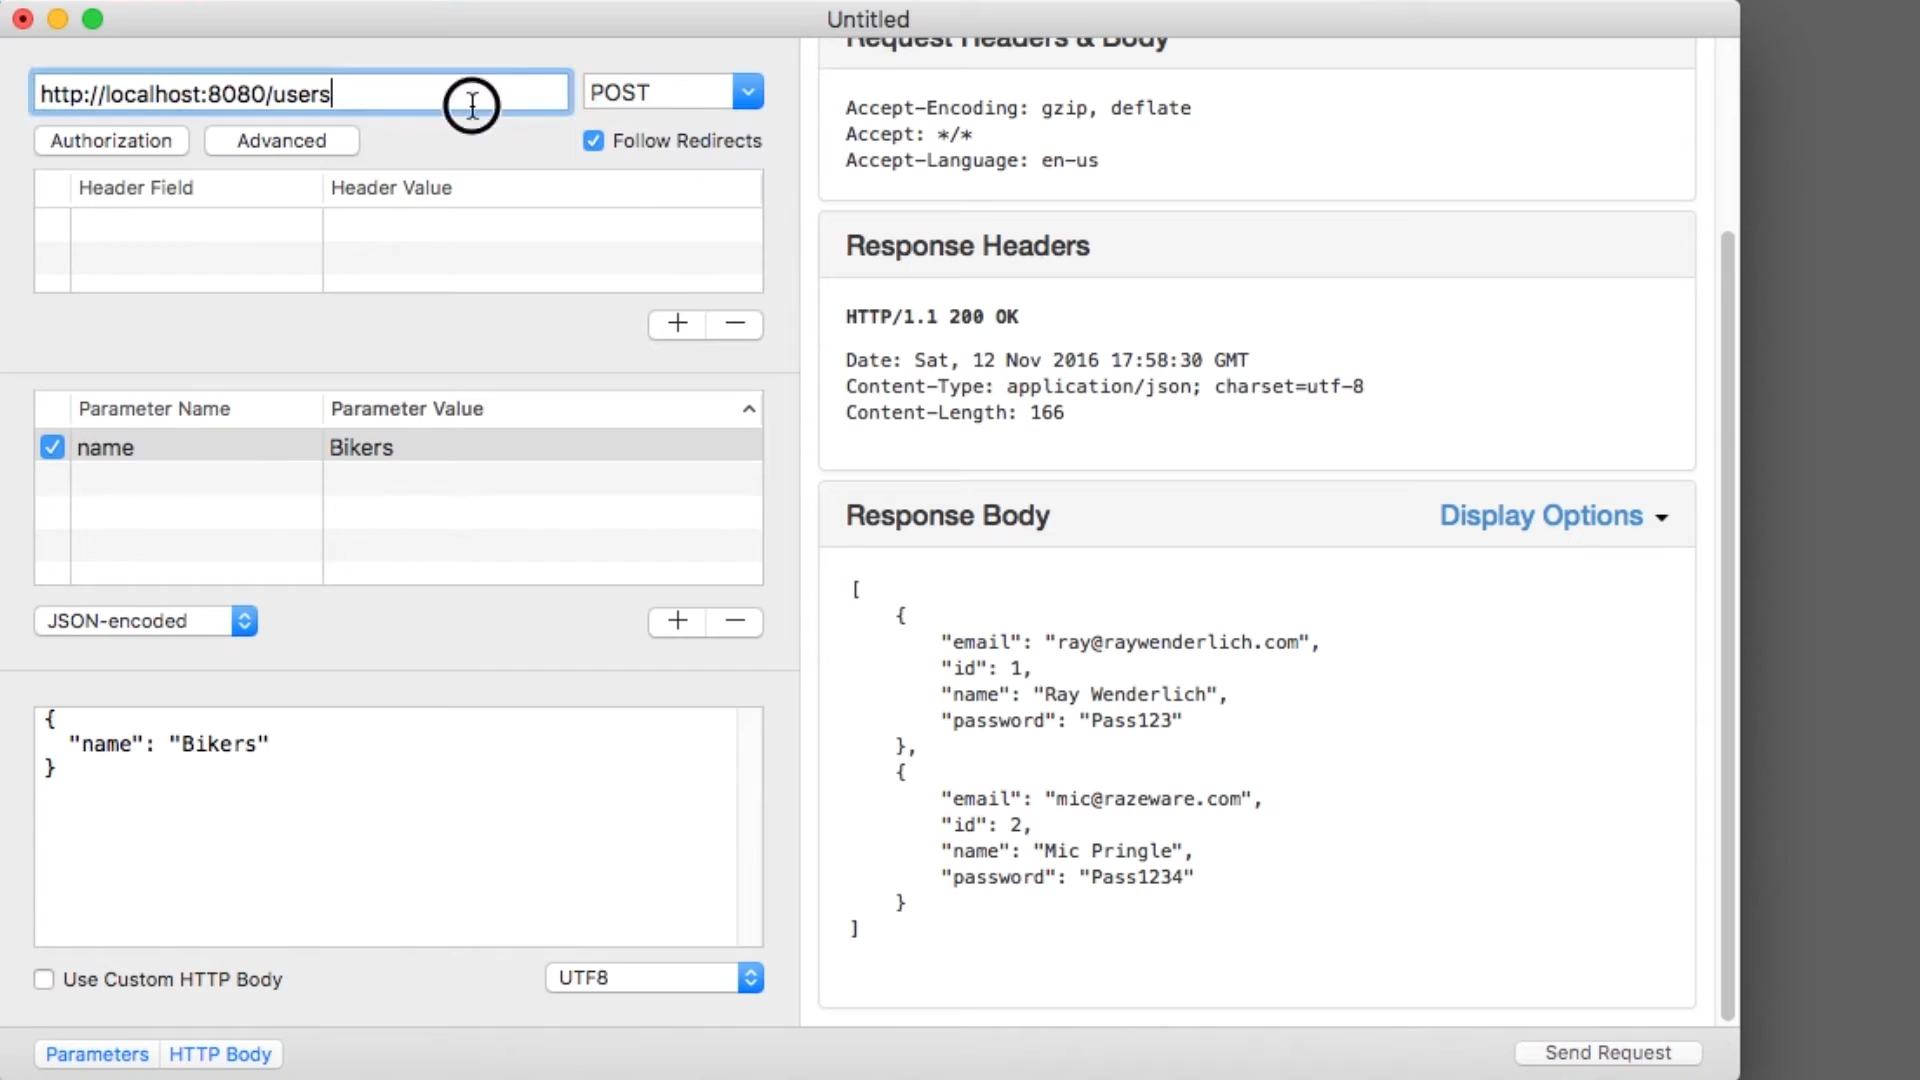 Untitled
http://localhost:8080/users
POST
Authorization
Advanced
Follow Redirects
Header Field
Header Value
Parameter Name
Parameter Value
name
Bikers
JSON-encoded
{
"name": "Bikers"
}
Use Custom HTTP Body
UTF8
Parameters
HTTP Body
Request Headers & Body
Accept-Encoding: gzip, deflate
Accept: */*
Accept-Language: en-us
Response Headers
HTTP/1.1 200 OK
Date: Sat, 12 Nov 2016 17:58:30 GMT
Content-Type: application/json; charset=utf-8
Content-Length: 166
Response Body
Display Options
[
{
"email": "ray@raywenderlich.com",
"id": 1,
"name": "Ray Wenderlich",
"password": "Pass123"
},
{
"email": "mic@razeware.com",
"id": 2,
"name": "Mic Pringle",
"password": "Pass1234"
}
]
Send Request